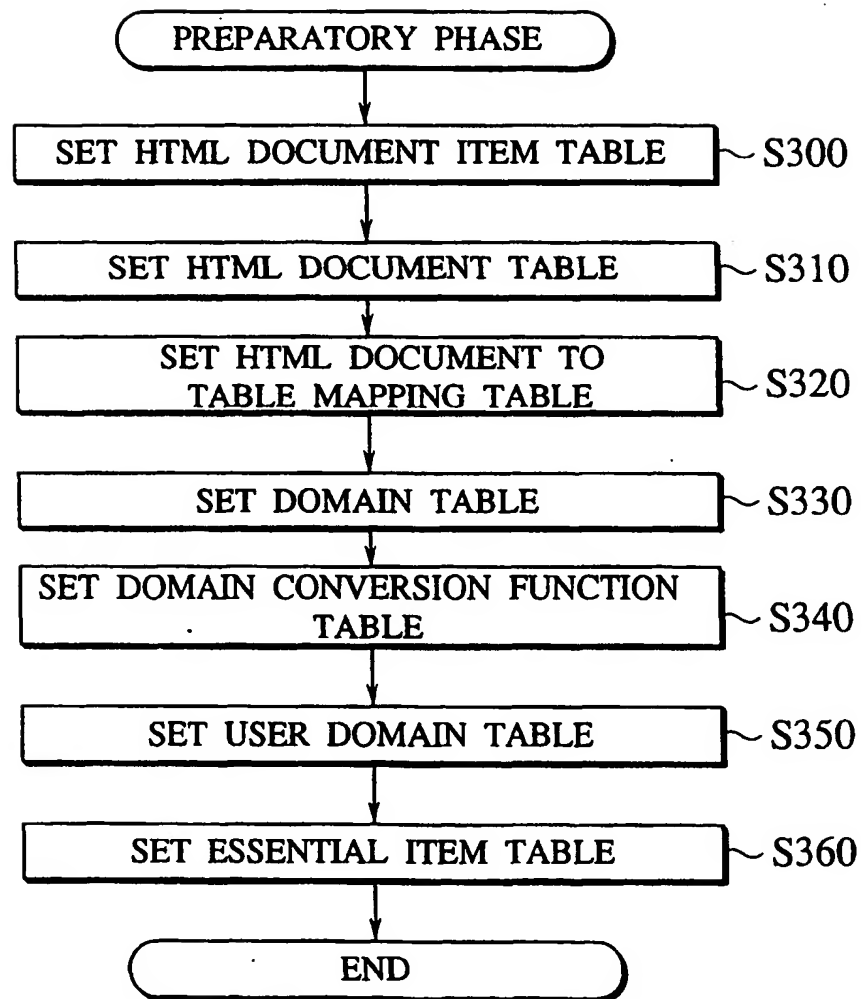 PREPARATORY PHASE
SET HTML DOCUMENT ITEM TABLE
S300
SET HTML DOCUMENT TABLE
S310
SET HTML DOCUMENT TO
TABLE MAPPING TABLE
S320
SET DOMAIN TABLE
S330
SET DOMAIN CONVERSION FUNCTION
TABLE
S340
SET USER DOMAIN TABLE
S350
SET ESSENTIAL ITEM TABLE
S360
END